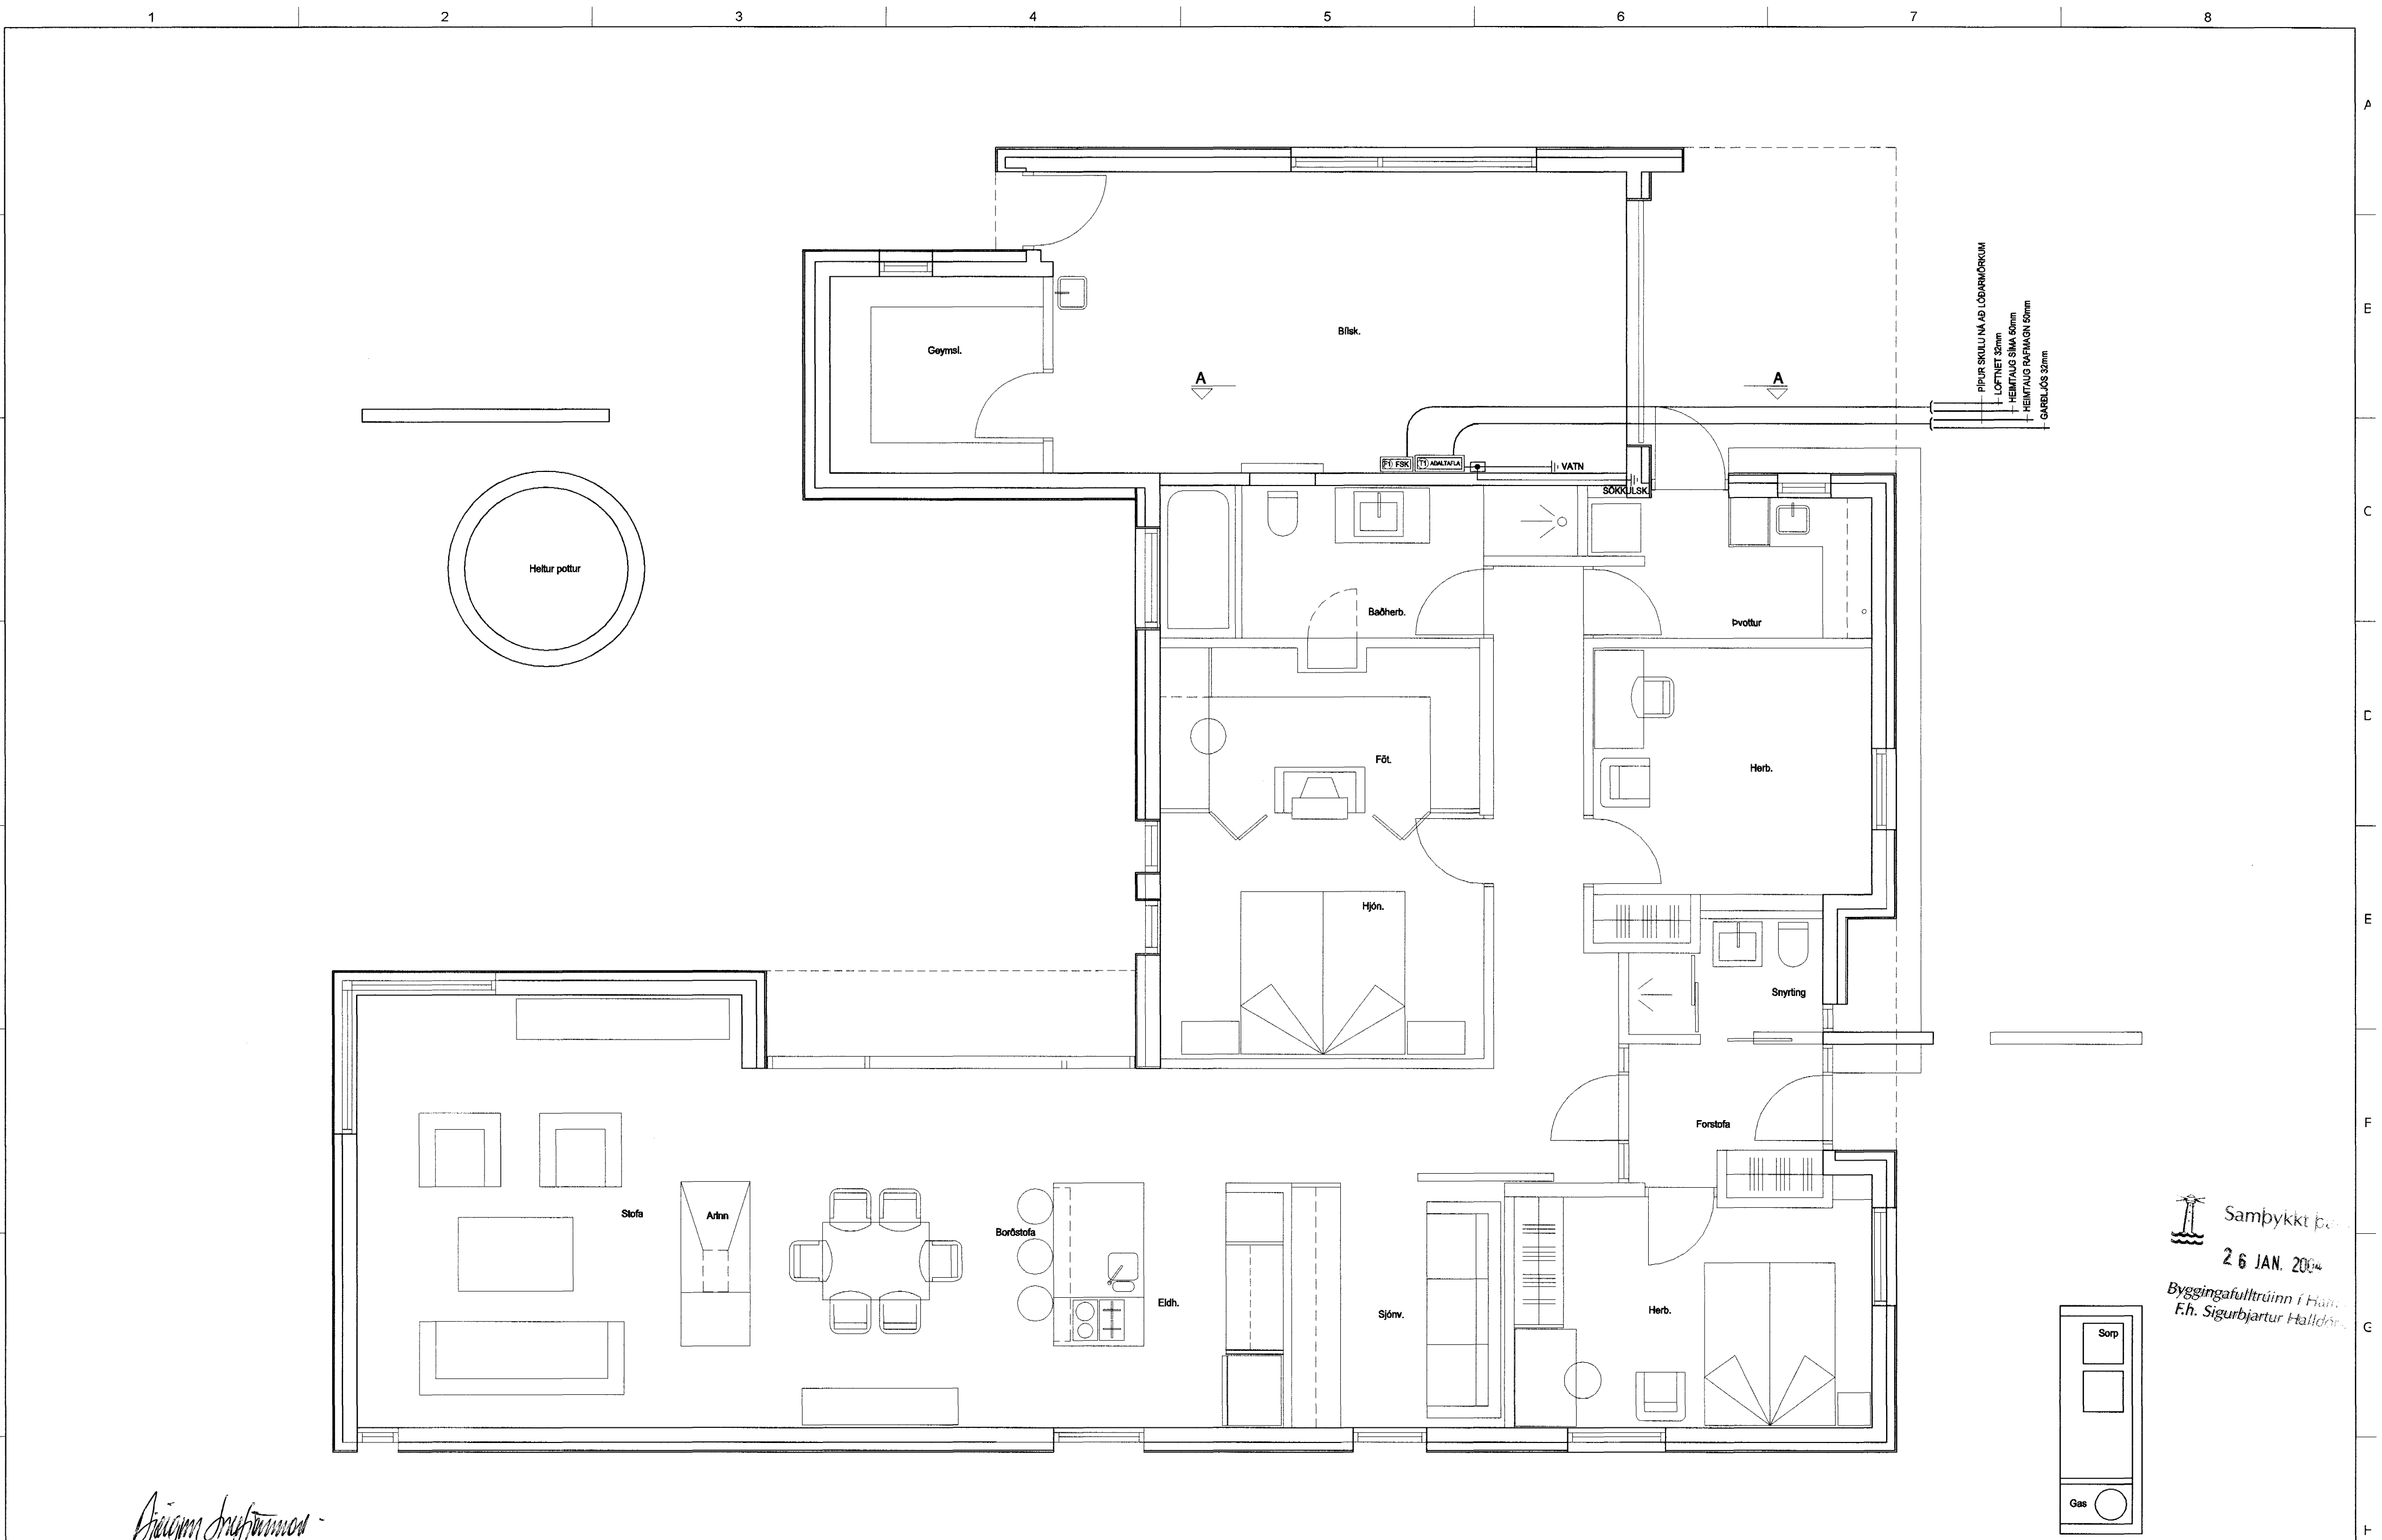 1 2 3 4 5 6 7 8
A
B
C
D
E
F
G
H
Bílsk.
Geymsl.
A
A
PÍPUR SKULU NÁ AÐ LÓÐARMÖRKUM
LOFTNET 32mm
HEIMTAUG SÍMA 50mm
HEIMTAUG RAFMAGN 50mm
GARÐLJÓS 32mm
F1) FSK
T1) AÐALTAFLA
VATN
SÖKKULSK.
Heitur pottur
Baðherb.
Þvottur
Föt.
Herb.
Hjón.
Snyrting
Forstofa
Stofa
Arinn
Borðstofa
Eldh.
Sjónv.
Herb.
Samþykkt
26 JAN.
Byggingafulltrúinn í
F.h. Sigurbjartur
Sorp
Gas